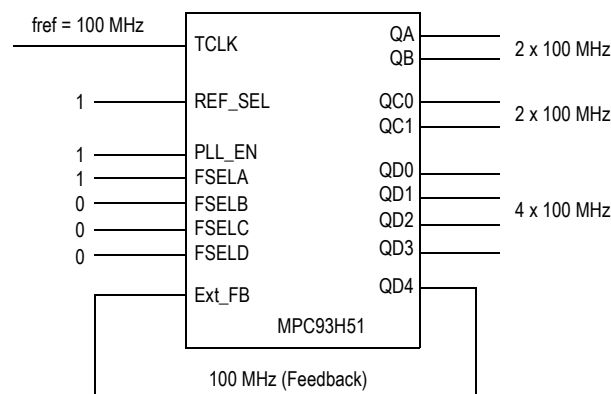 fref = 100 MHz
TCLK
QA
QB
2 x 100 MHz
1
REF_SEL
QC0
QC1
2 x 100 MHz
1
PLL_EN
1
FSELA
0
FSELB
0
FSELC
0
FSELD
QD0
QD1
QD2
QD3
4 x 100 MHz
Ext_FB
QD4
MPC93H51
100 MHz (Feedback)